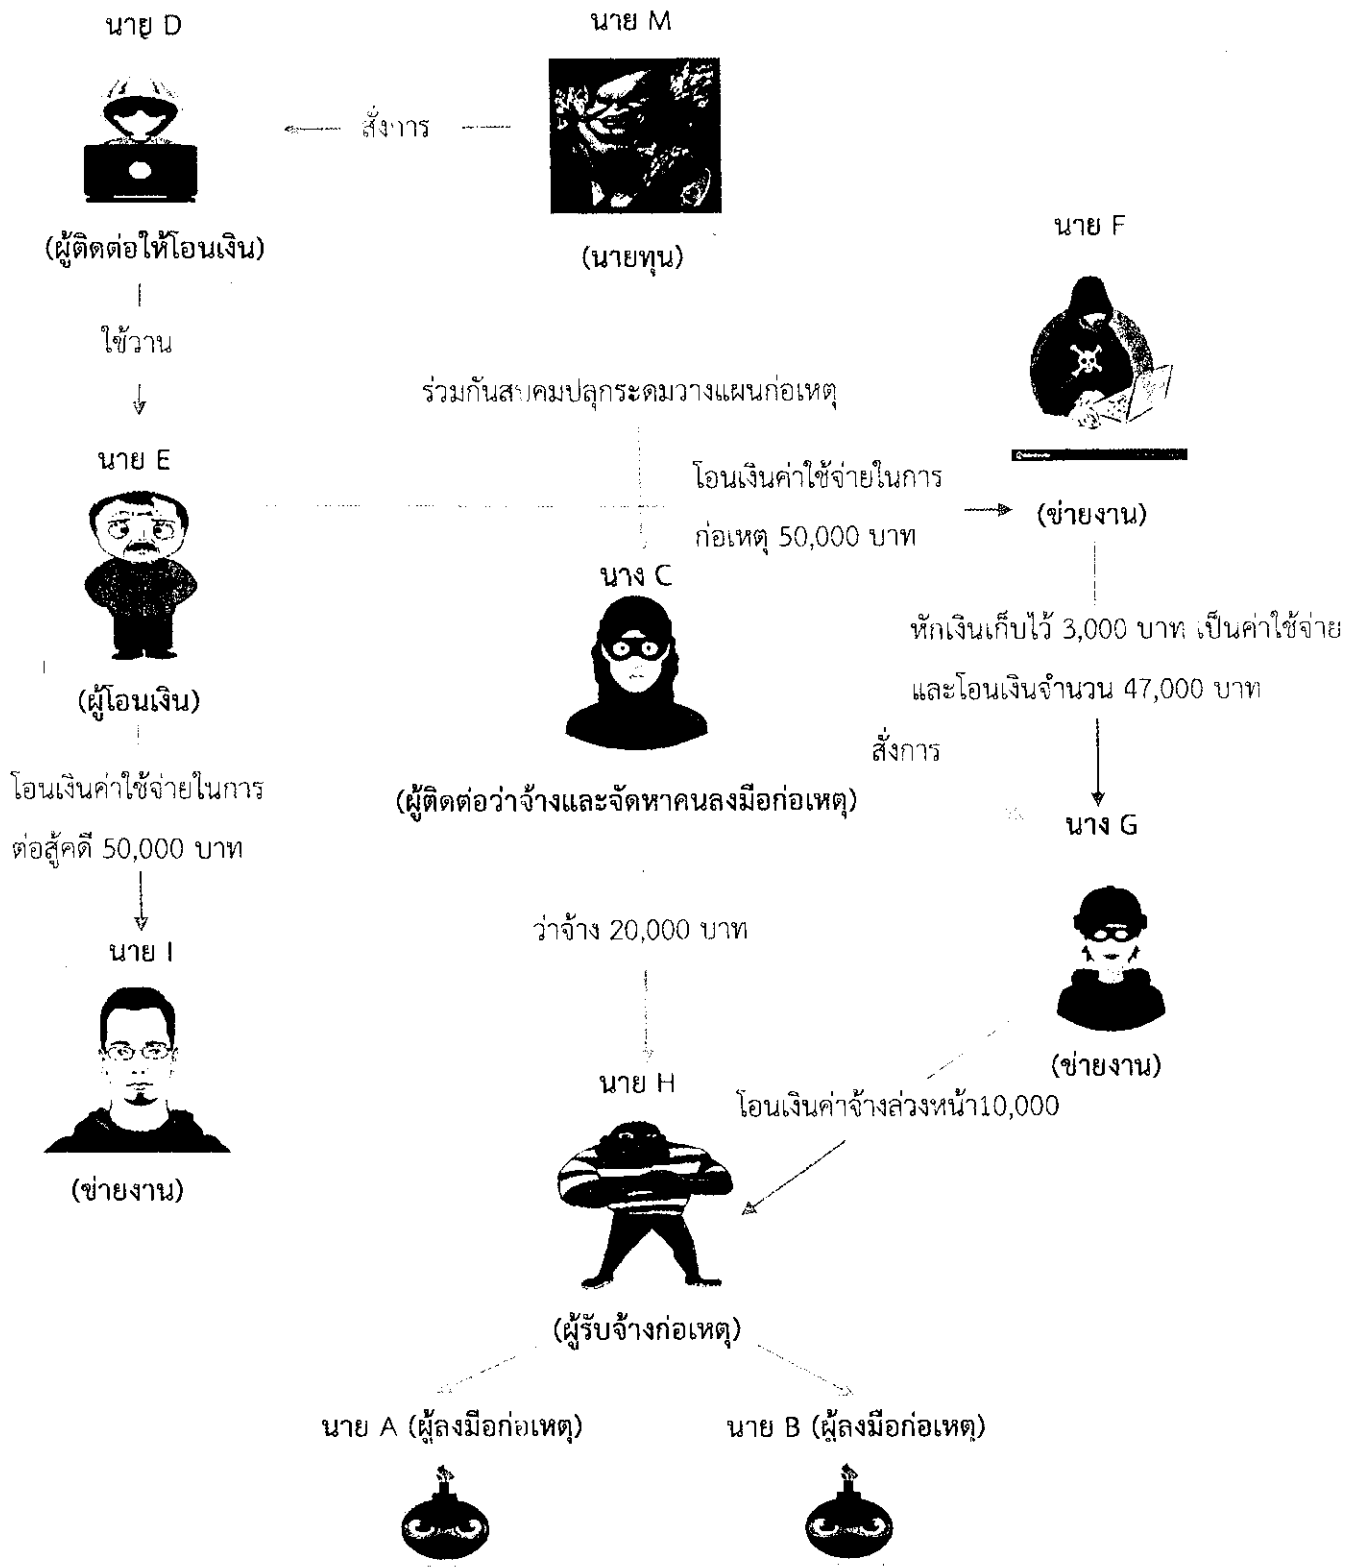 นาย D
นาย M
สั่งการ
(ผู้ติดต่อให้โอนเงิน)
(นายทุน)
นาย F
ใช้วาน
ร่วมกันสบคมปลุกระดมวางแผนก่อเหตุ
นาย E
โอนเงินค่าใช้จ่ายในการ
ก่อเหตุ 50,000 บาท
(ข่ายงาน)
นาง C
หักเงินเก็บไว้ 3,000 บาท เป็นค่าใช้จ่าย
และโอนเงินจำนวน 47,000 บาท
(ผู้โอนเงิน)
สั่งการ
โอนเงินค่าใช้จ่ายในการ
ต่อสู้คดี 50,000 บาท
(ผู้ติดต่อว่าจ้างและจัดหาคนลงมือก่อเหตุ)
นาง G
ว่าจ้าง 20,000 บาท
นาย I
(ข่ายงาน)
นาย H
โอนเงินค่าจ้างล่วงหน้า10,000
(ข่ายงาน)
(ผู้รับจ้างก่อเหตุ)
นาย A (ผู้ลงมือก่อเหตุ)
นาย B (ผู้ลงมือก่อเหตุ)